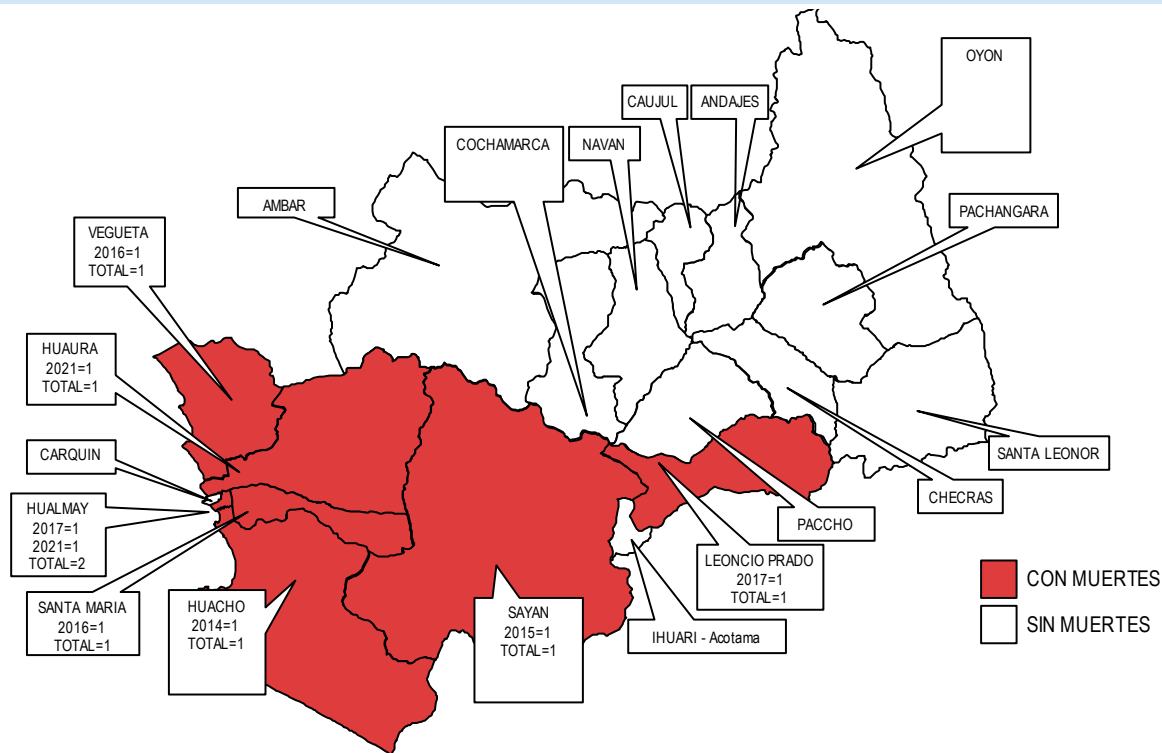 OYON
CAUJUL
ANDAJES
COCHAMARCA
NAVAN
AMBAR
PACHANGARA
VEGUETA
2016=1
TOTAL=1
HUAURA
2021=1
TOTAL=1
CARQUIN
SANTA LEONOR
HUALMAY
2017=1
2021=1
TOTAL=2
CHECRAS
PACCHO
LEONCIO PRADO
2017=1
TOTAL=1
SANTA MARIA
2016=1
TOTAL=1
HUACHO
2014=1
TOTAL=1
SAYAN
2015=1
TOTAL=1
IHUARI - Acotama
CON MUERTES
SIN MUERTES